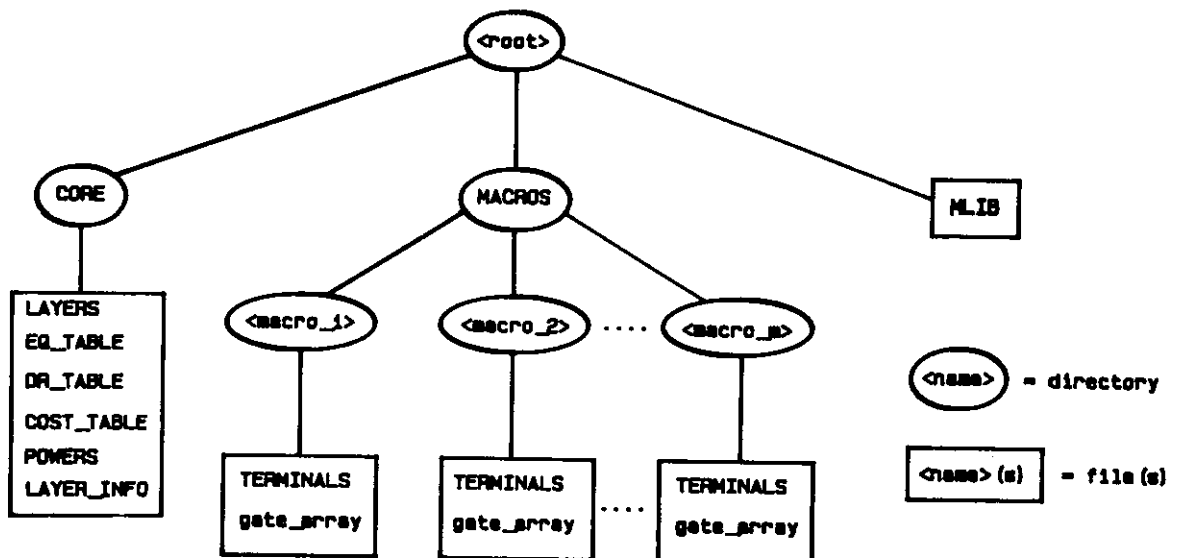 <root>
CORE
MACROS
MLIB
LAYERS
EQ_TABLE
DR_TABLE
COST_TABLE
POWERS
LAYER_INFO
<macro_1>
<macro_2>
....
<macro_m>
<name> = directory
TERMINALS
gate_array
TERMINALS
gate_array
....
TERMINALS
gate_array
<name>(s) = file(s)